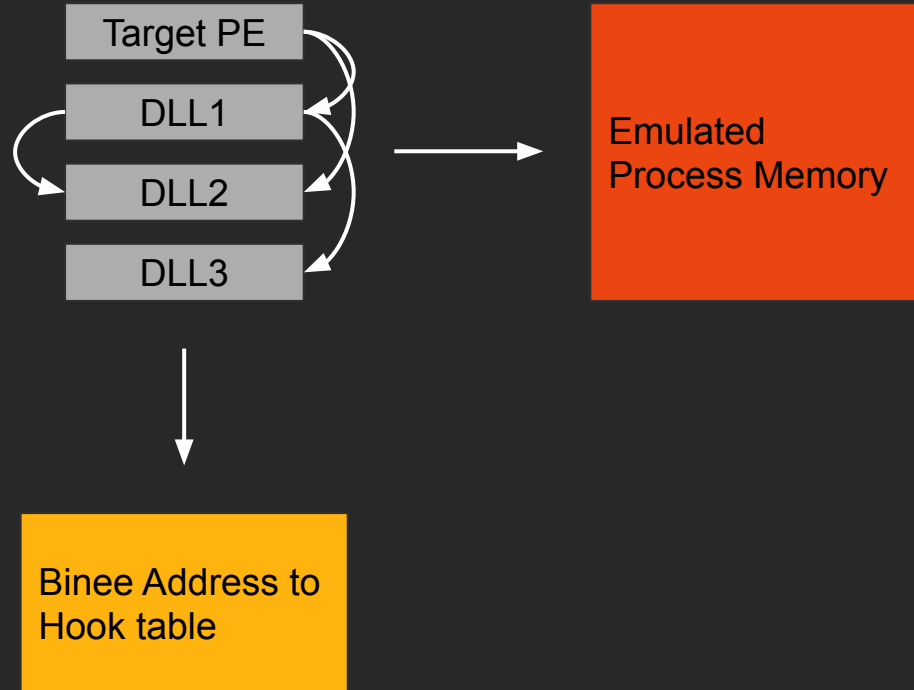 Target PE
DLL1
DLL2
DLL3
Emulated
Process Memory
Binee Address to
Hook table